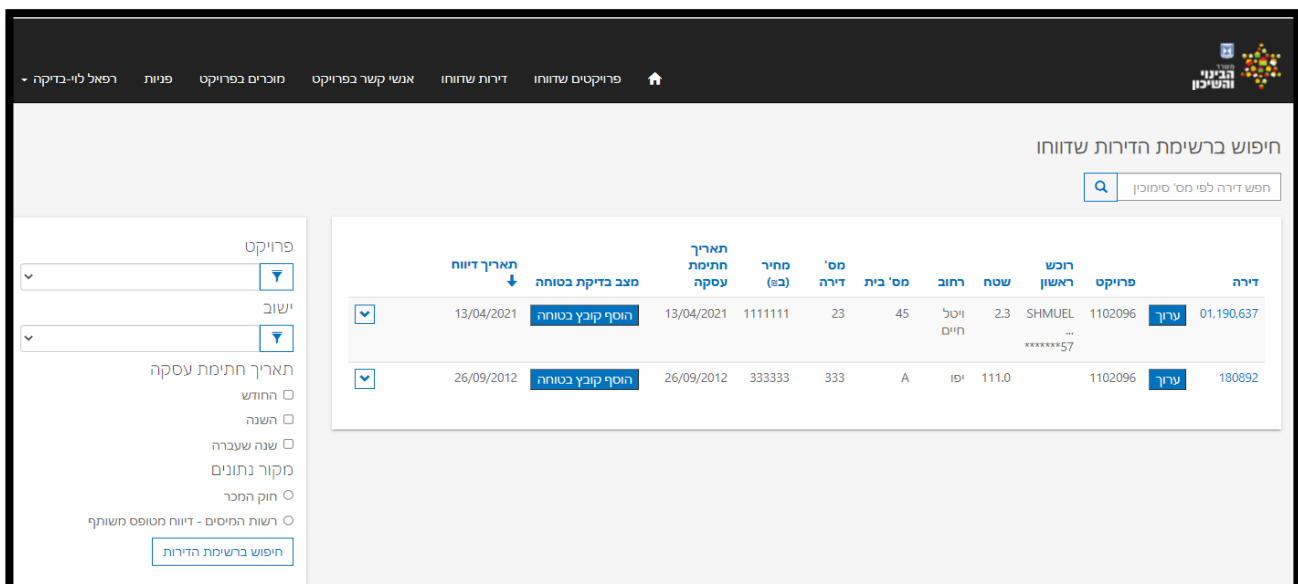 משרד
הבינוי
והשיכון
פרויקטים שדווחו דירות שדווחו אנשי קשר בפרויקט מוכרים בפרויקט פניות רפאל לוי-בדיקה
חיפוש ברשימת הדירות שדווחו
חפש דירה לפי מס' סימוכין
דירה פרויקט רוכש ראשון שטח רחוב מס' בית מס' דירה מחיר (ב₪) תאריך חתימת עסקה מצב בדיקת בטוחה תאריך דיווח
01,190,637 ערוך 1102096 SHMUEL ... 57******* 2.3 ויטל חיים 45 23 1111111 13/04/2021 הוסף קובץ בטוחה 13/04/2021
180892 ערוך 1102096 111.0 יפו A 333 333333 26/09/2012 הוסף קובץ בטוחה 26/09/2012
פרויקט
ישוב
תאריך חתימת עסקה
החודש
השנה
שנה שעברה
מקור נתונים
חוק המכר
רשות המיסים - דיווח מטופס משותף
חיפוש ברשימת הדירות